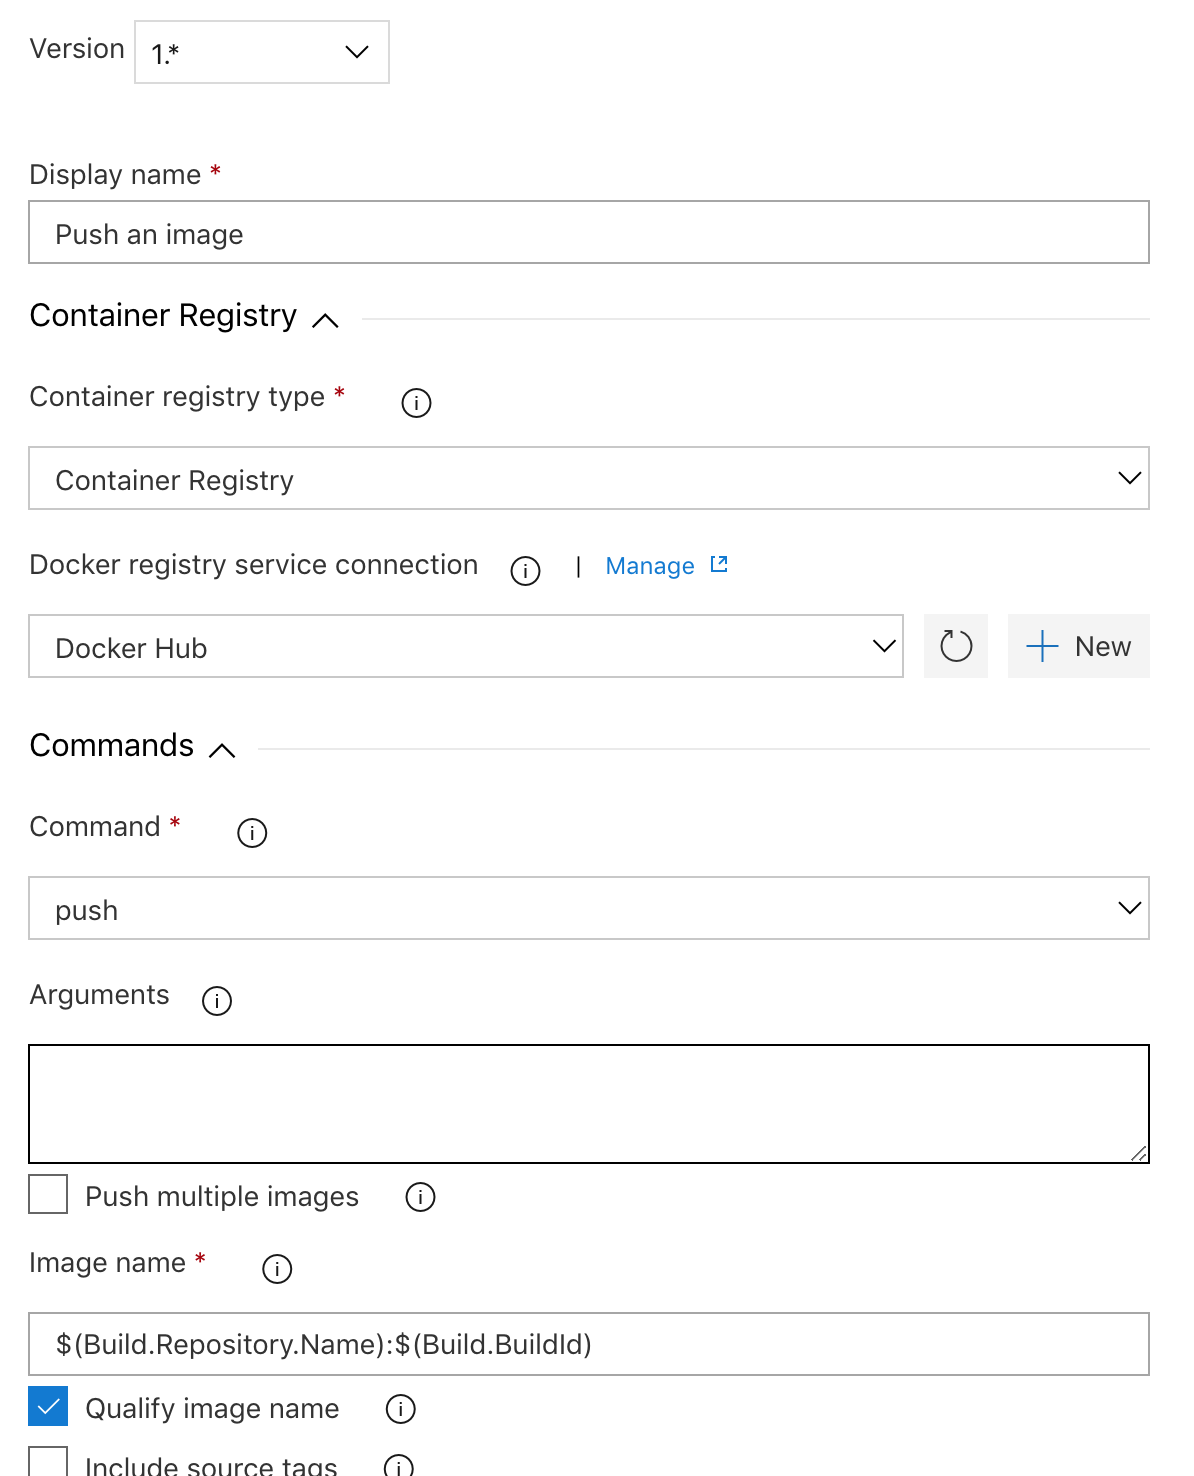 Version 1.*
Display name *
Push an image
Container Registry
Container registry type *
Container Registry
Docker registry service connection | Manage
Docker Hub New
Commands
Command *
push
Arguments
Push multiple images
Image name *
$(Build.Repository.Name):$(Build.BuildId)
Qualify image name
Include source tags